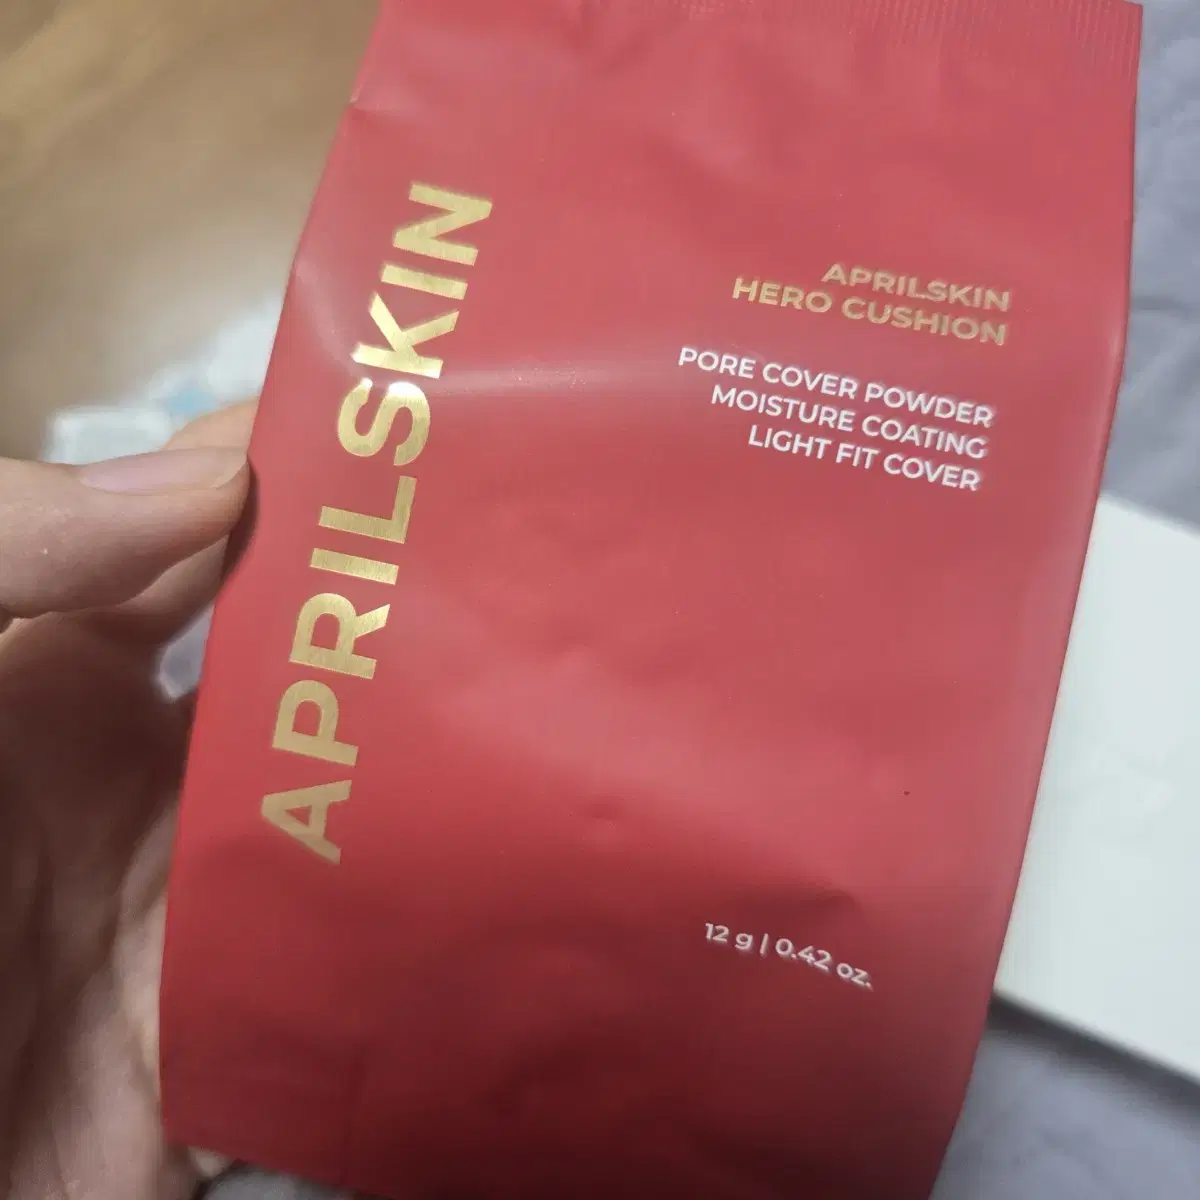 APRILSKIN
APRILSKIN
HERO CUSHION
PORE COVER POWDER
MOISTURE COATING
LIGHT FIT COVER
12 g | 0.42 oz.